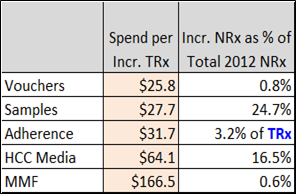 Spend per Incr. NRx as % of
Incr. TRx Total 2012 NRx
Vouchers $25.8 0.8%
Samples $27.7 24.7%
Adherence $31.7 3.2% of TRx
HCC Media $64.1 16.5%
MMF $166.5 0.6%